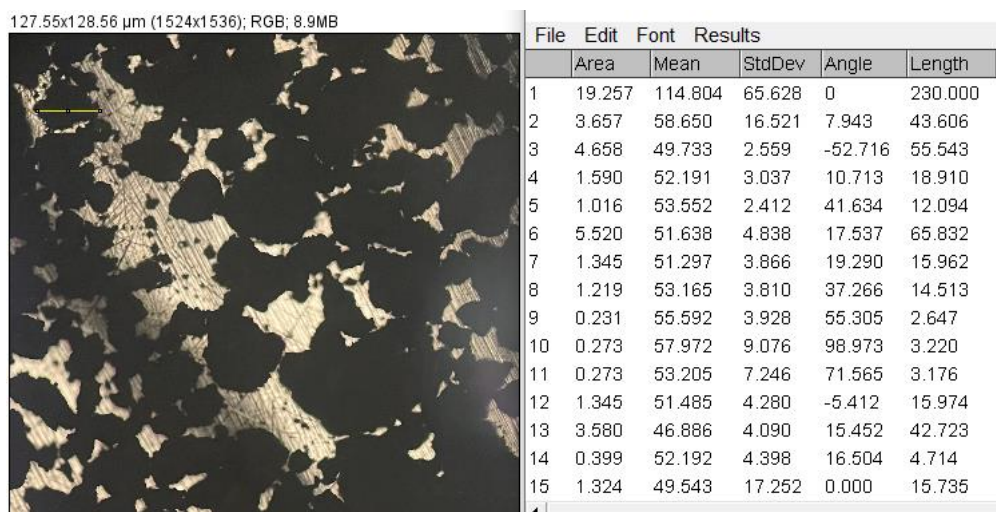 127.55x128.56 µm (1524x1536); RGB; 8.9MB
File Edit Font Results
Area Mean StdDev Angle Length
1 19.257 114.804 65.628 0 230.000
2 3.657 58.650 16.521 7.943 43.606
3 4.658 49.733 2.559 -52.716 55.543
4 1.590 52.191 3.037 10.713 18.910
5 1.016 53.552 2.412 41.634 12.094
6 5.520 51.638 4.838 17.537 65.832
7 1.345 51.297 3.866 19.290 15.962
8 1.219 53.165 3.810 37.266 14.513
9 0.231 55.592 3.928 55.305 2.647
10 0.273 57.972 9.076 98.973 3.220
11 0.273 53.205 7.246 71.565 3.176
12 1.345 51.485 4.280 -5.412 15.974
13 3.580 46.886 4.090 15.452 42.723
14 0.399 52.192 4.398 16.504 4.714
15 1.324 49.543 17.252 0.000 15.735